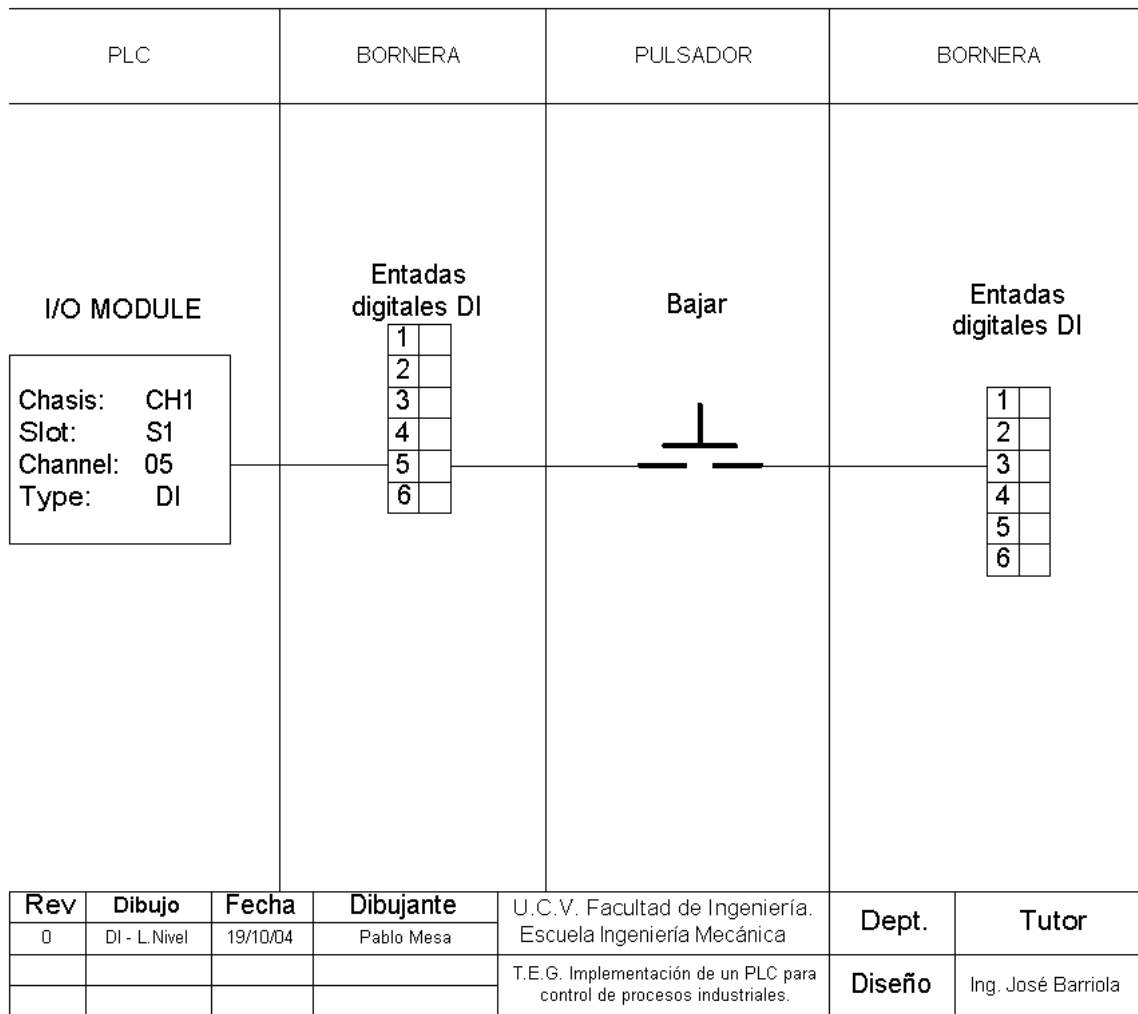 PLC
BORNERA
PULSADOR
BORNERA
I/O MODULE
Chasis: CH1
Slot: S1
Channel: 05
Type: DI
Entadas
digitales DI
1
2
3
4
5
6
Bajar
Entadas
digitales DI
1
2
3
4
5
6
Rev Dibujo Fecha Dibujante
0 DI - L.Nivel 19/10/04 Pablo Mesa
U.C.V. Facultad de Ingeniería.
Escuela Ingeniería Mecánica
T.E.G. Implementación de un PLC para
control de procesos industriales.
Dept. Tutor
Diseño Ing. José Barriola